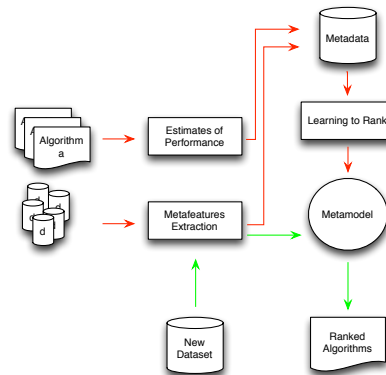 Metadata
A
A
Algorithm
a
Estimates of
Performance
Learning to Rank
d
d
d
d
d
Metafeatures
Extraction
Metamodel
New
Dataset
Ranked
Algorithms